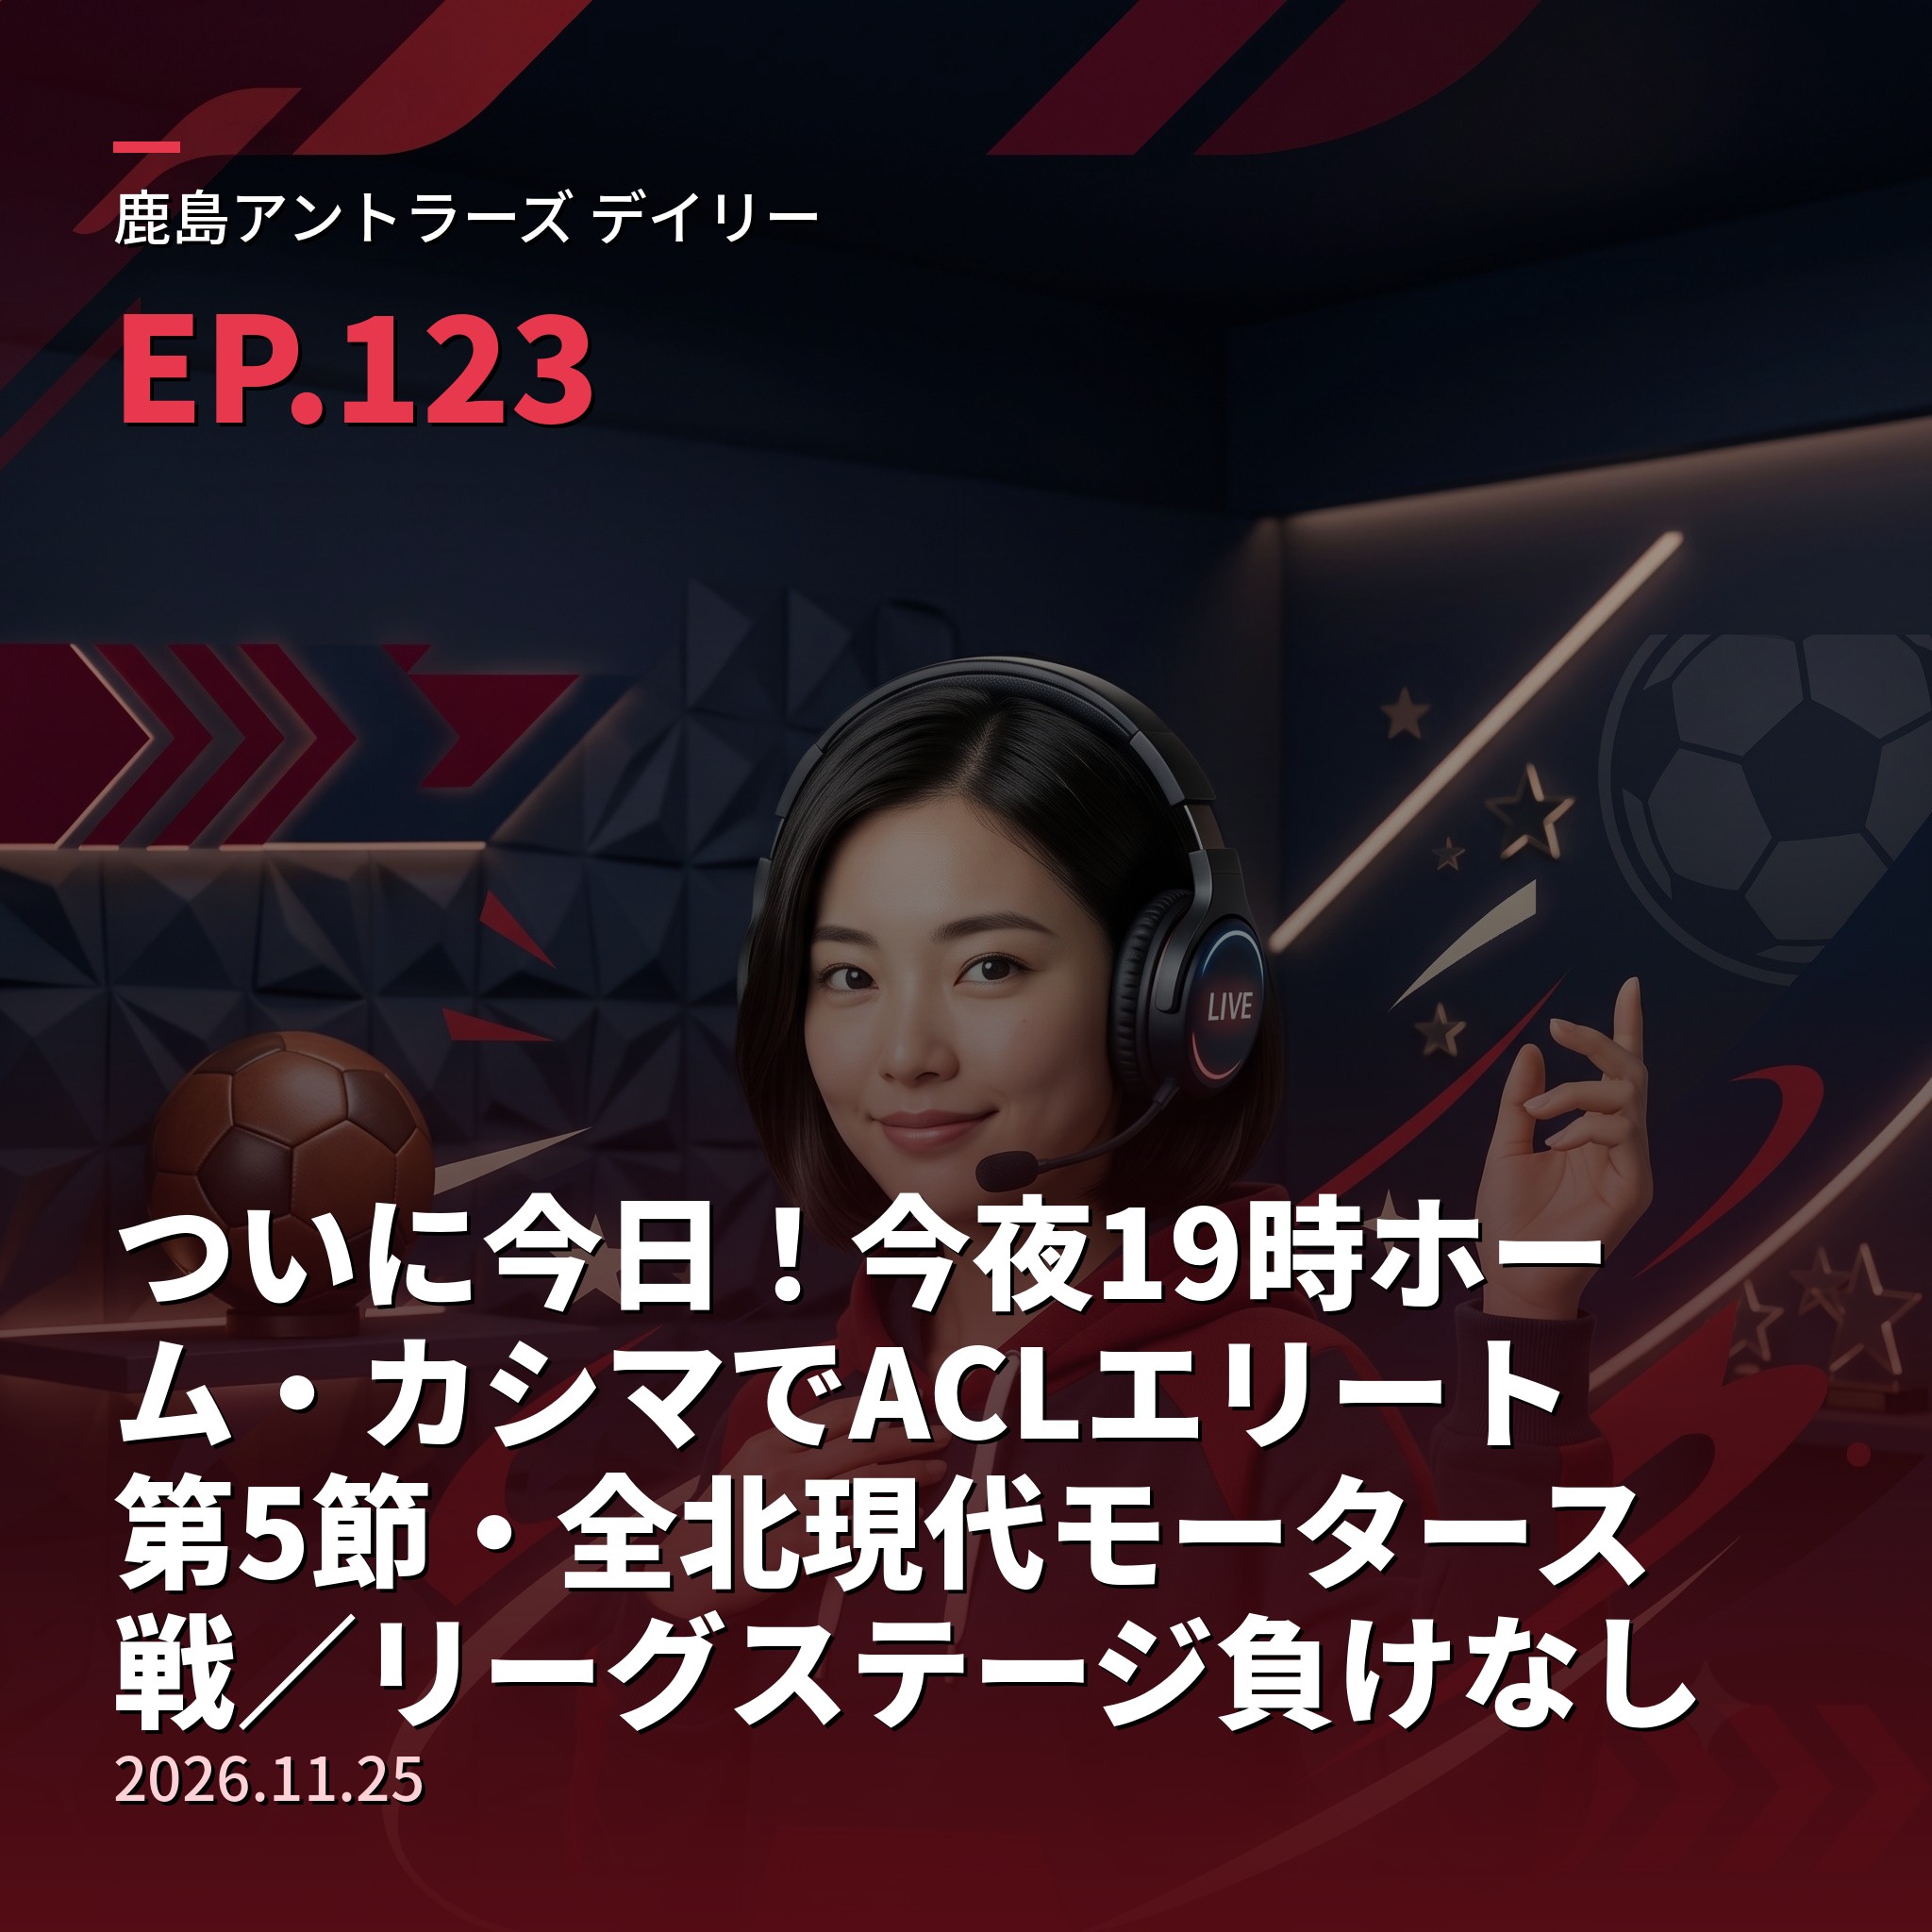 鹿島アントラーズ デイリー
EP.123
LIVE
ついに今日！今夜19時ホー
ム・カシマでACLエリート
第5節・全北現代モータース
戦／リーグステージ負けなし
2026.11.25